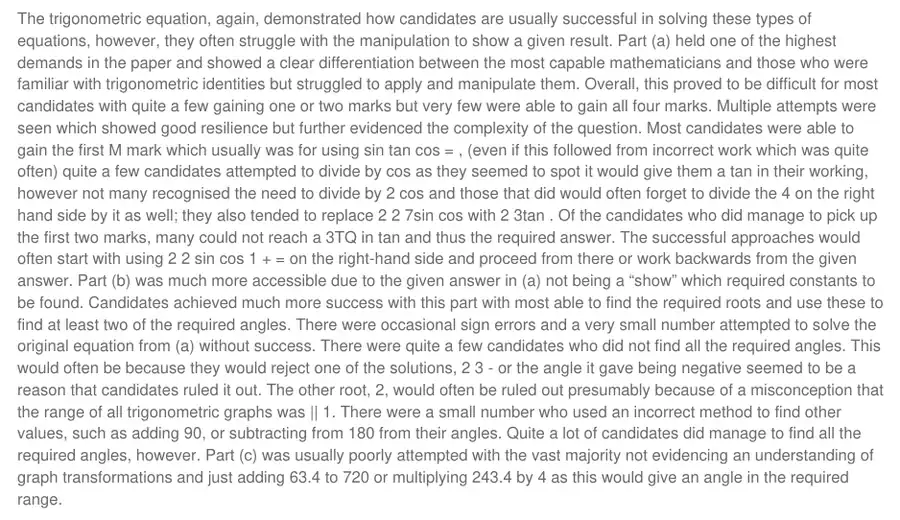 The trigonometric equation, again, demonstrated how candidates are usually successful in solving these types of
equations, however, they often struggle with the manipulation to show a given result. Part (a) held one of the highest
demands in the paper and showed a clear differentiation between the most capable mathematicians and those who were
familiar with trigonometric identities but struggled to apply and manipulate them. Overall, this proved to be difficult for most
candidates with quite a few gaining one or two marks but very few were able to gain all four marks. Multiple attempts were
seen which showed good resilience but further evidenced the complexity of the question. Most candidates were able to
gain the first M mark which usually was for using sin tan cos = , (even if this followed from incorrect work which was quite
often) quite a few candidates attempted to divide by cos as they seemed to spot it would give them a tan in their working,
however not many recognised the need to divide by 2 cos and those that did would often forget to divide the 4 on the right
hand side by it as well; they also tended to replace 2 2 7sin cos with 2 3tan . Of the candidates who did manage to pick up
the first two marks, many could not reach a 3TQ in tan and thus the required answer. The successful approaches would
often start with using 2 2 sin cos 1 + = on the right-hand side and proceed from there or work backwards from the given
answer. Part (b) was much more accessible due to the given answer in (a) not being a “show” which required constants to
be found. Candidates achieved much more success with this part with most able to find the required roots and use these to
find at least two of the required angles. There were occasional sign errors and a very small number attempted to solve the
original equation from (a) without success. There were quite a few candidates who did not find all the required angles. This
would often be because they would reject one of the solutions, 2 3 - or the angle it gave being negative seemed to be a
reason that candidates ruled it out. The other root, 2, would often be ruled out presumably because of a misconception that
the range of all trigonometric graphs was || 1. There were a small number who used an incorrect method to find other
values, such as adding 90, or subtracting from 180 from their angles. Quite a lot of candidates did manage to find all the
required angles, however. Part (c) was usually poorly attempted with the vast majority not evidencing an understanding of
graph transformations and just adding 63.4 to 720 or multiplying 243.4 by 4 as this would give an angle in the required
range.